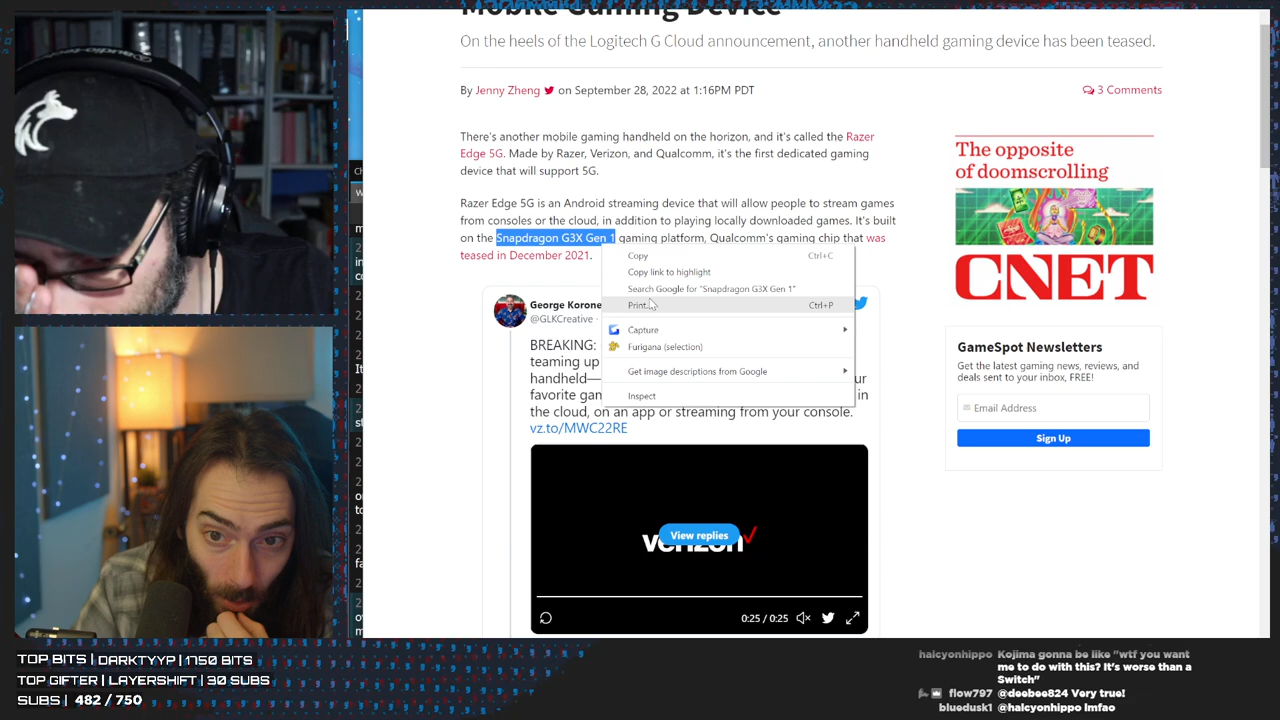 Mobile Gaming Device
On the heels of the Logitech G Cloud announcement, another handheld gaming device has been teased.
By Jenny Zheng on September 28, 2022 at 1:16PM PDT
3 Comments
There's another mobile gaming handheld on the horizon, and it's called the Razer
Edge 5G. Made by Razer, Verizon, and Qualcomm, it's the first dedicated gaming
device that will support 5G.
Razer Edge 5G is an Android streaming device that will allow people to stream games
from consoles or the cloud, in addition to playing locally downloaded games. It's built
on the Snapdragon G3X Gen 1 gaming platform, Qualcomm's gaming chip that was
teased in December 2021.
Copy Ctrl+C
Copy link to highlight
Search Google for "Snapdragon G3X Gen 1"
Print... Ctrl+P
Capture
Furigana (selection)
Get image descriptions from Google
Inspect
George Korone
@GLKCreative ·
BREAKING:
teaming up
handheld—
favorite gam
in
the cloud, on an app or streaming from your console.
vz.to/MWC22RE
verizon
View replies
0:25 / 0:25
The opposite
of doomscrolling
CNET
GameSpot Newsletters
Get the latest gaming news, reviews, and
deals sent to your inbox, FREE!
Email Address
Sign Up
TOP BITS | DARKTYYP | 1750 BITS
TOP GIFTER | LAYERSHIFT | 30 SUBS
SUBS | 482 / 750
halcyonhippo Kojima gonna be like "wtf you want
me to do with this? It's worse than a
Switch"
flow797 @deebee824 Very true!
bluedusk1 @halcyonhippo lmfao